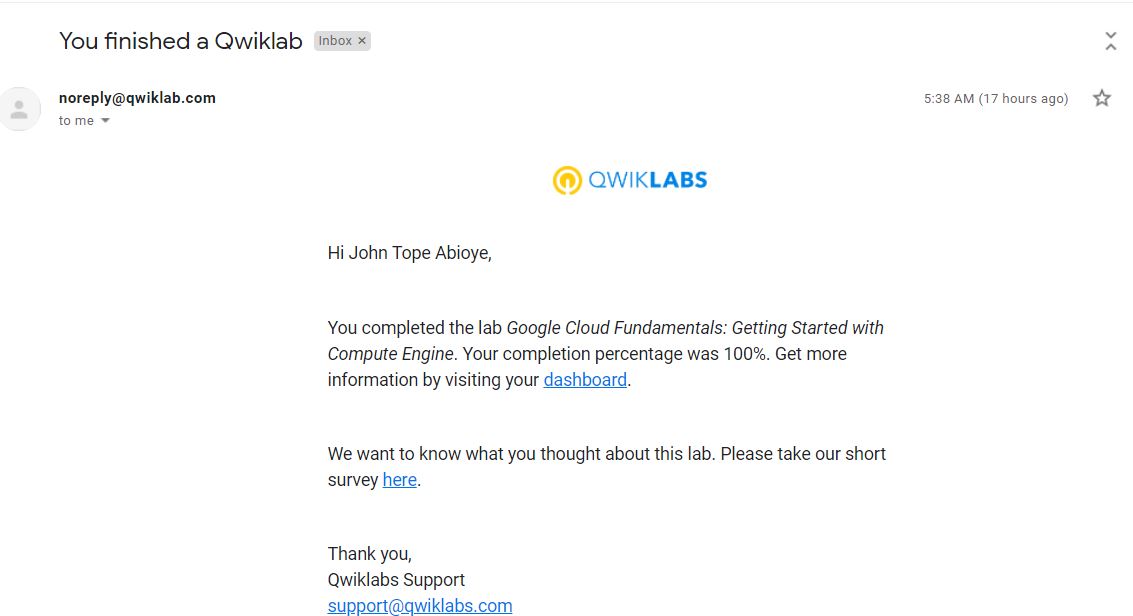 You finished a Qwiklab Inbox ×
noreply@qwiklab.com 5:38 AM (17 hours ago)
to me
QWIKLABS
Hi John Tope Abioye,
You completed the lab Google Cloud Fundamentals: Getting Started with
Compute Engine. Your completion percentage was 100%. Get more
information by visiting your dashboard.
We want to know what you thought about this lab. Please take our short
survey here.
Thank you,
Qwiklabs Support
support@qwiklabs.com